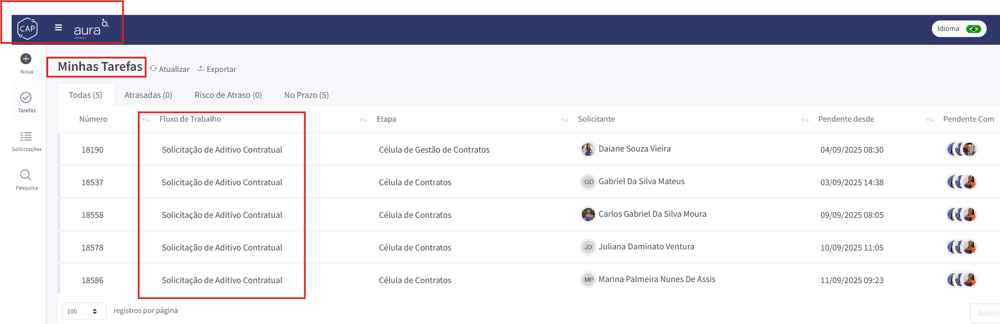 CAP aura Idioma
Nova
Minhas Tarefas Atualizar Exportar
Todas (5) Atrasadas (0) Risco de Atraso (0) No Prazo (5)
Tarefas
Número Fluxo de Trabalho Etapa Solicitante Pendente desde Pendente Com
Solicitações
18190 Solicitação de Aditivo Contratual Célula de Gestão de Contratos Daiane Souza Vieira 04/09/2025 08:30
Pesquisa
18537 Solicitação de Aditivo Contratual Célula de Contratos GD Gabriel Da Silva Mateus 03/09/2025 14:38
18558 Solicitação de Aditivo Contratual Célula de Contratos Carlos Gabriel Da Silva Moura 09/09/2025 08:05
18578 Solicitação de Aditivo Contratual Célula de Contratos JD Juliana Daminato Ventura 10/09/2025 11:05
18586 Solicitação de Aditivo Contratual Célula de Contratos MP Marina Palmeira Nunes De Assis 11/09/2025 09:23
100 registros por página Anterio